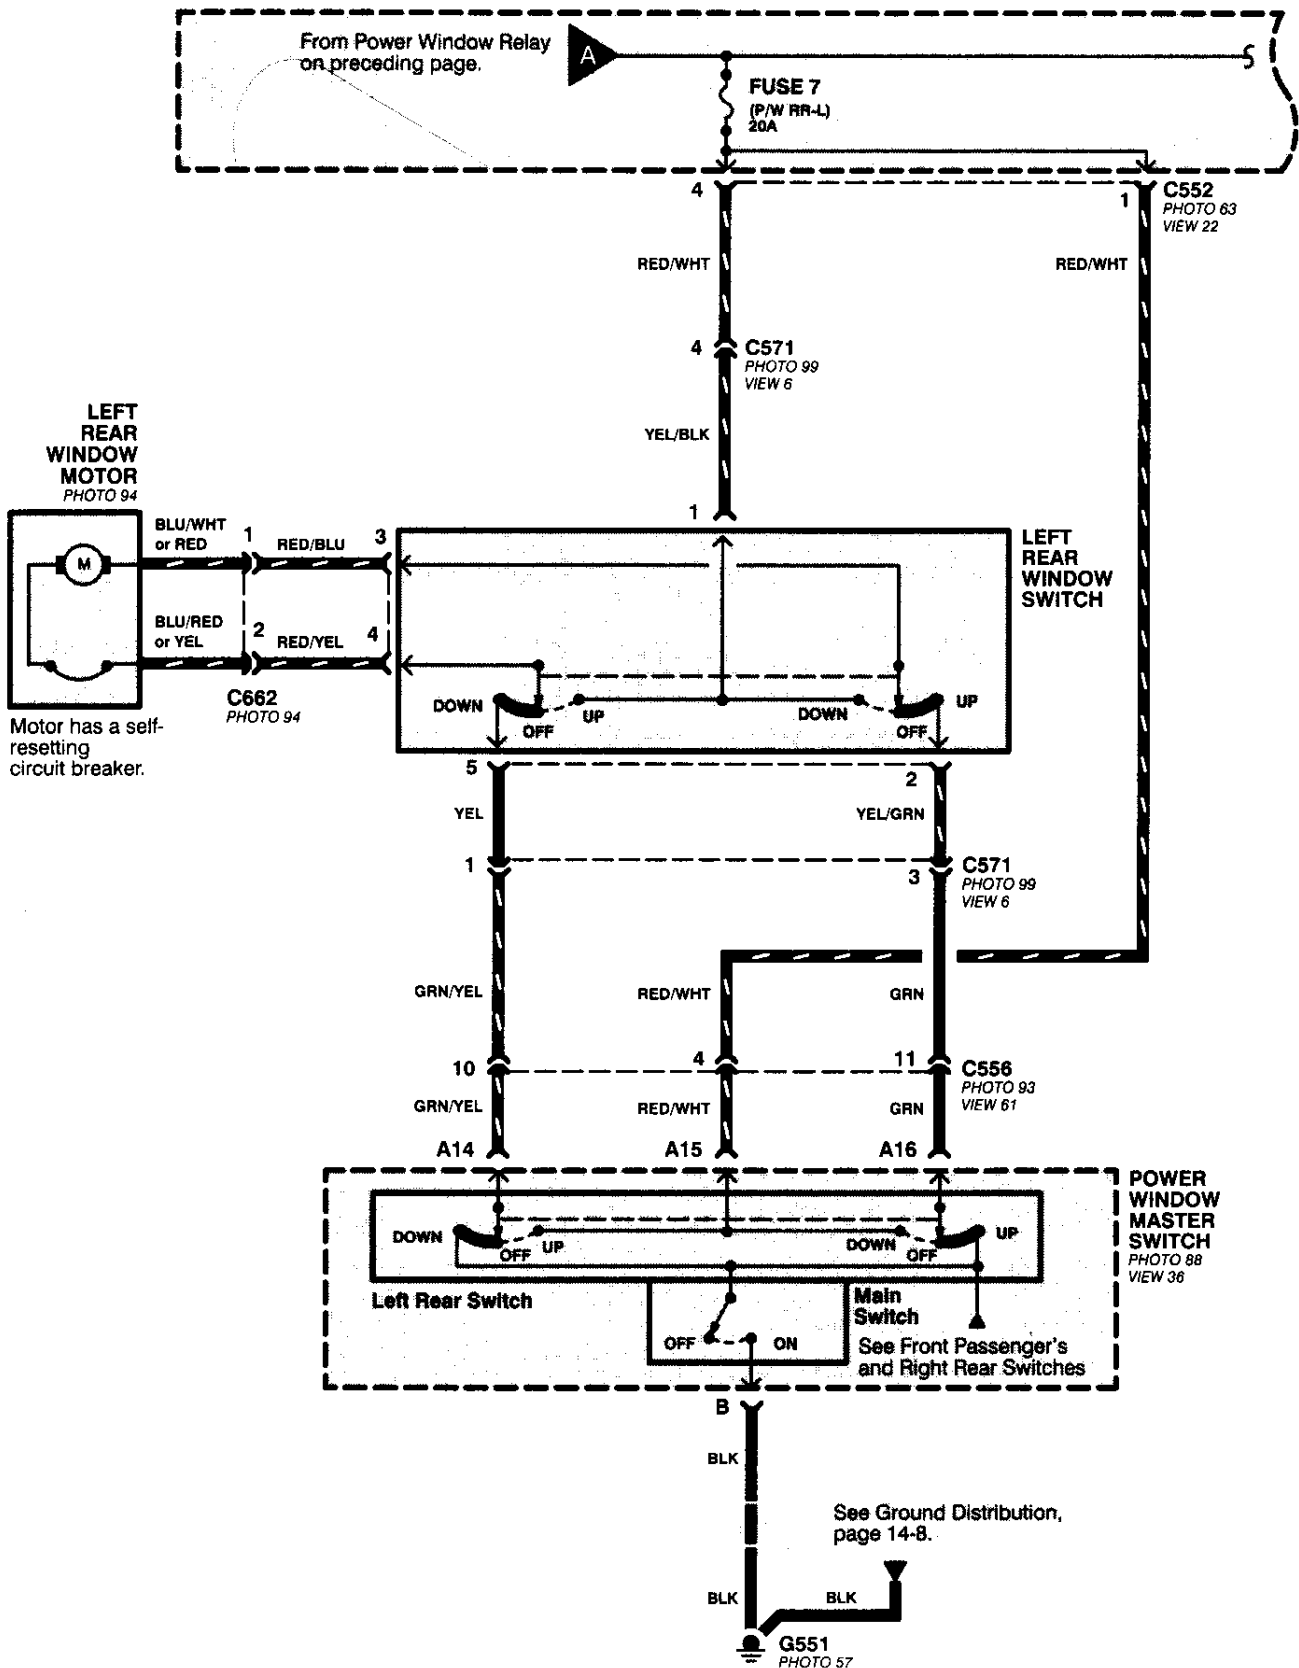 From Power Window Relay
on preceding page.
A
FUSE 7
(P/W RR-L)
20A
4
1
C552
PHOTO 63
VIEW 22
RED/WHT
RED/WHT
4
C571
PHOTO 99
VIEW 6
YEL/BLK
LEFT
REAR
WINDOW
MOTOR
PHOTO 94
M
BLU/WHT
or RED
1
RED/BLU
3
BLU/RED
or YEL
2
RED/YEL
4
C662
PHOTO 94
Motor has a self-
resetting
circuit breaker.
1
LEFT
REAR
WINDOW
SWITCH
DOWN
OFF
UP
DOWN
OFF
UP
5
2
YEL
YEL/GRN
1
3
C571
PHOTO 99
VIEW 6
GRN/YEL
RED/WHT
GRN
10
4
11
C556
PHOTO 93
VIEW 61
GRN/YEL
RED/WHT
GRN
A14
A15
A16
POWER
WINDOW
MASTER
SWITCH
PHOTO 88
VIEW 36
DOWN
OFF
UP
DOWN
OFF
UP
Left Rear Switch
Main
Switch
OFF
ON
See Front Passenger's
and Right Rear Switches
B
BLK
See Ground Distribution,
page 14-8.
BLK
BLK
G551
PHOTO 57